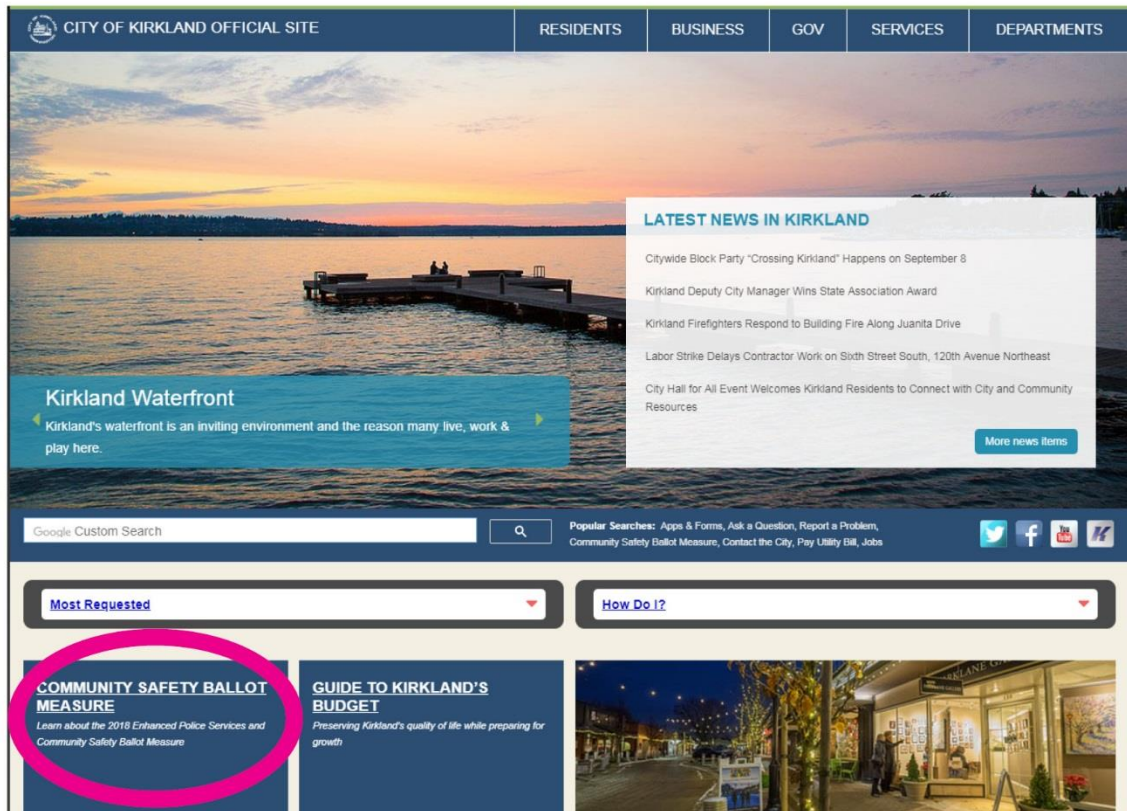 CITY OF KIRKLAND OFFICIAL SITE
RESIDENTS
BUSINESS
GOV
SERVICES
DEPARTMENTS
LATEST NEWS IN KIRKLAND
Citywide Block Party “Crossing Kirkland” Happens on September 8
Kirkland Deputy City Manager Wins State Association Award
Kirkland Firefighters Respond to Building Fire Along Juanita Drive
Labor Strike Delays Contractor Work on Sixth Street South, 120th Avenue Northeast
City Hall for All Event Welcomes Kirkland Residents to Connect with City and Community
Resources
More news items
Kirkland Waterfront
Kirkland's waterfront is an inviting environment and the reason many live, work &
play here.
Google Custom Search
Popular Searches: Apps & Forms, Ask a Question, Report a Problem,
Community Safety Ballot Measure, Contact the City, Pay Utility Bill, Jobs
You
Tube
K
Most Requested
How Do I?
COMMUNITY SAFETY BALLOT
MEASURE
Learn about the 2018 Enhanced Police Services and
Community Safety Ballot Measure
GUIDE TO KIRKLAND'S
BUDGET
Preserving Kirkland's quality of life while preparing for
growth